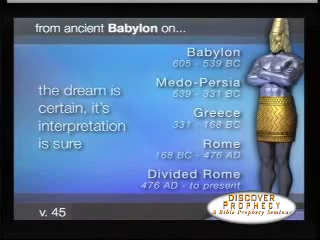 from ancient Babylon on...
Babylon
605 - 539 BC
Medo-Persia
539 - 331 BC
Greece
331 - 168 BC
Rome
168 BC - 476 AD
Divided Rome
476 AD - to present
the dream is
certain, it's
interpretation
is sure
v. 45
DISCOVER
PROPHECY
A Bible Prophecy Seminar